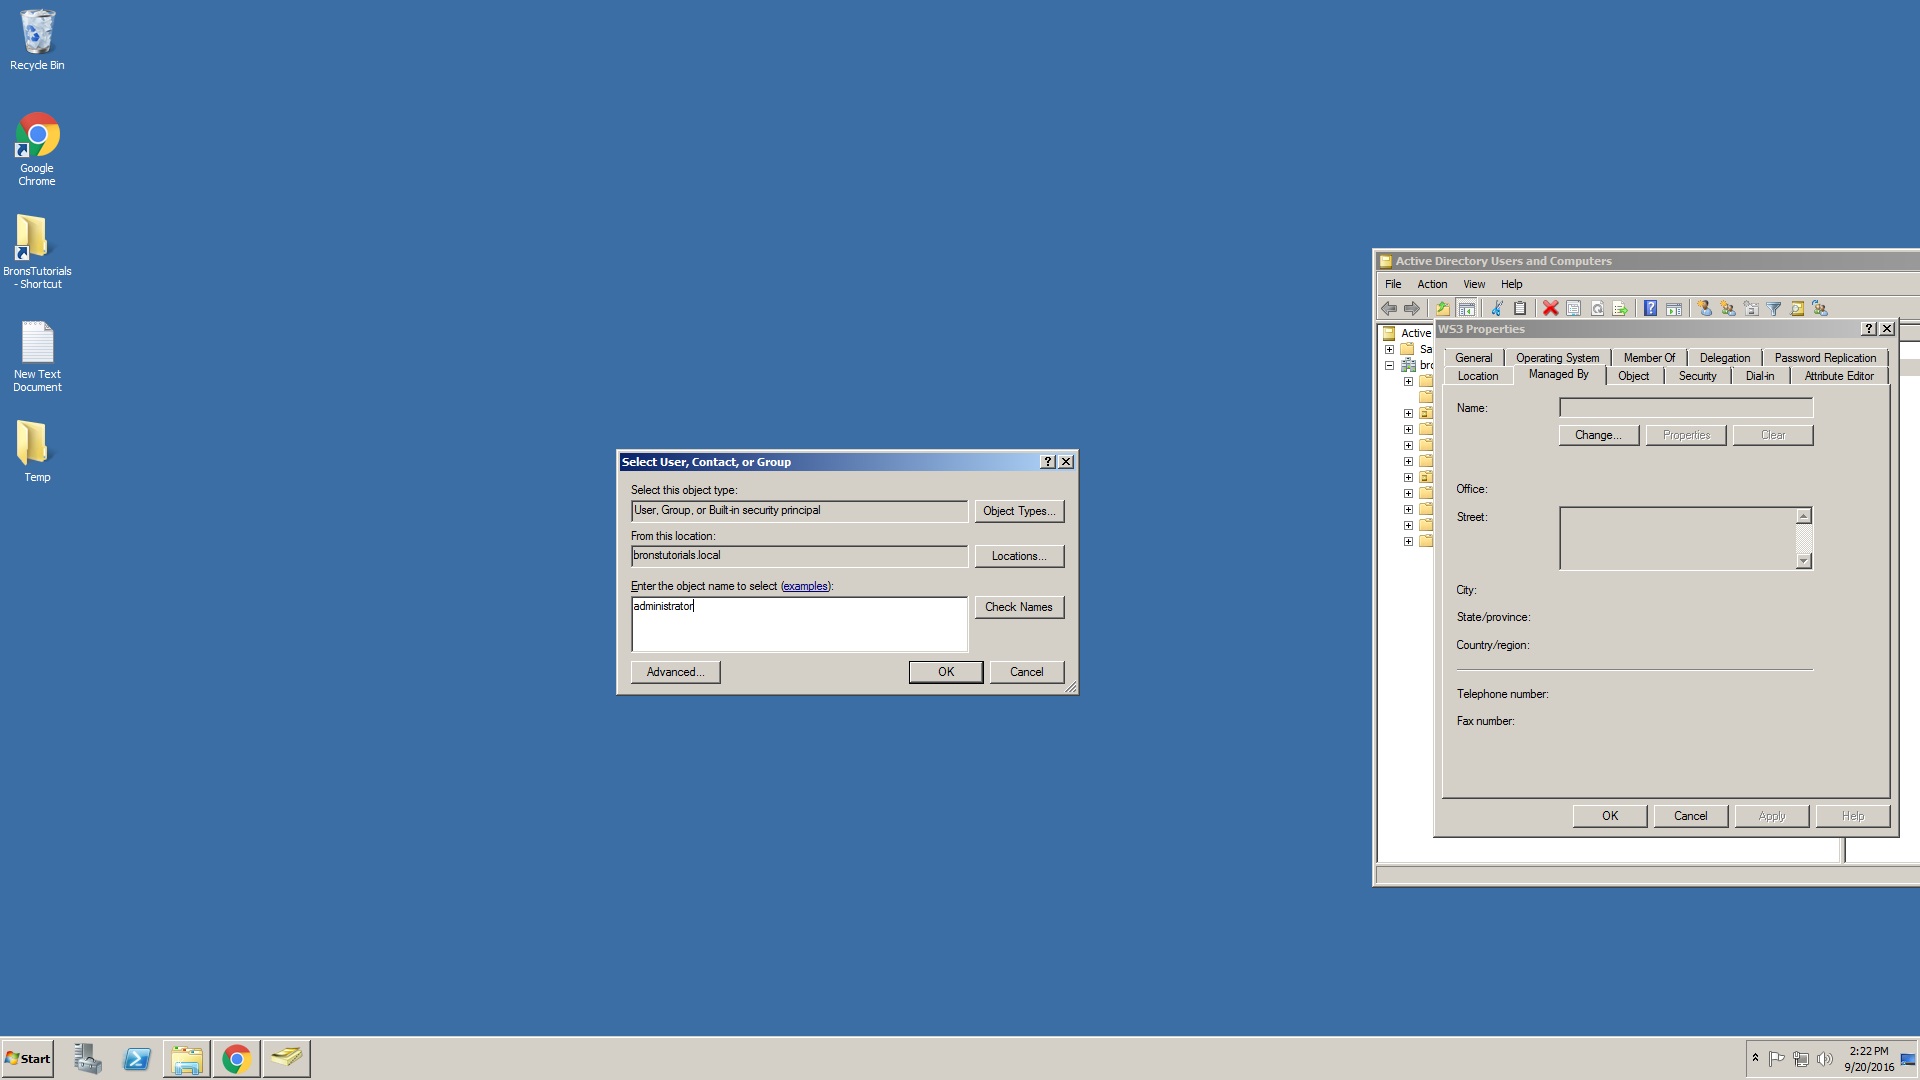 Recycle Bin
Google
Chrome
BronsTutorials
- Shortcut
New Text
Document
Temp
Select User, Contact, or Group
Select this object type:
User, Group, or Built-in security principal
Object Types...
From this location:
bronstutorials.local
Locations...
Enter the object name to select (examples):
administrator
Check Names
Advanced...
OK
Cancel
Active Directory Users and Computers
File Action View Help
Active
Sa
bro
WS3 Properties
General Operating System Member Of Delegation Password Replication
Location Managed By Object Security Dial-in Attribute Editor
Name:
Change... Properties Clear
Office:
Street:
City:
State/province:
Country/region:
Telephone number:
Fax number:
OK Cancel Apply Help
Start
2:22 PM
9/20/2016